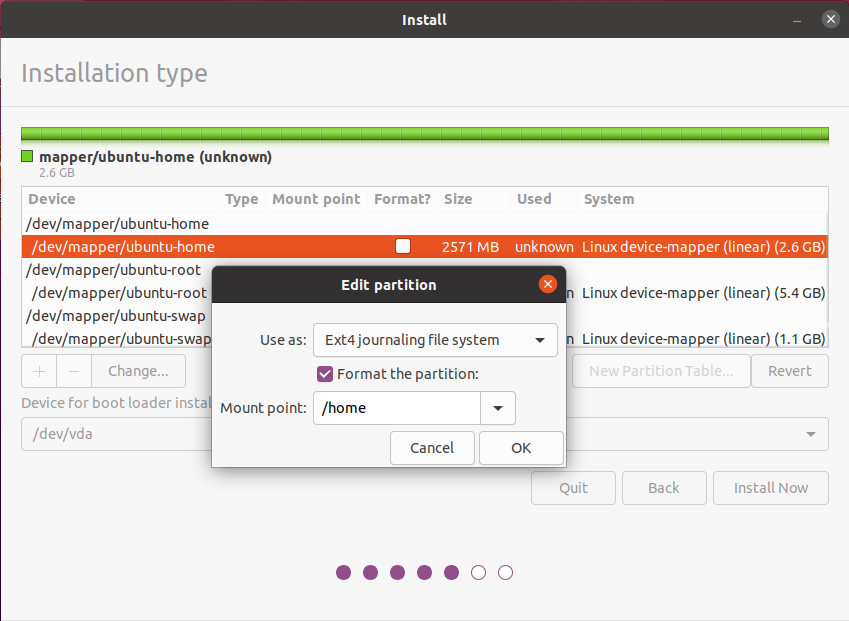 Install
Installation type
mapper/ubuntu-home (unknown)
2.6 GB
Device Type Mount point Format? Size Used System
/dev/mapper/ubuntu-home
/dev/mapper/ubuntu-home 2571 MB unknown Linux device-mapper (linear) (2.6 GB)
/dev/mapper/ubuntu-root
/dev/mapper/ubuntu-root Linux device-mapper (linear) (5.4 GB)
/dev/mapper/ubuntu-swap
/dev/mapper/ubuntu-swap Linux device-mapper (linear) (1.1 GB)
Edit partition
Use as: Ext4 journaling file system
Format the partition:
Mount point: /home
Cancel OK
+ − Change... New Partition Table... Revert
Device for boot loader instal
/dev/vda
Quit Back Install Now